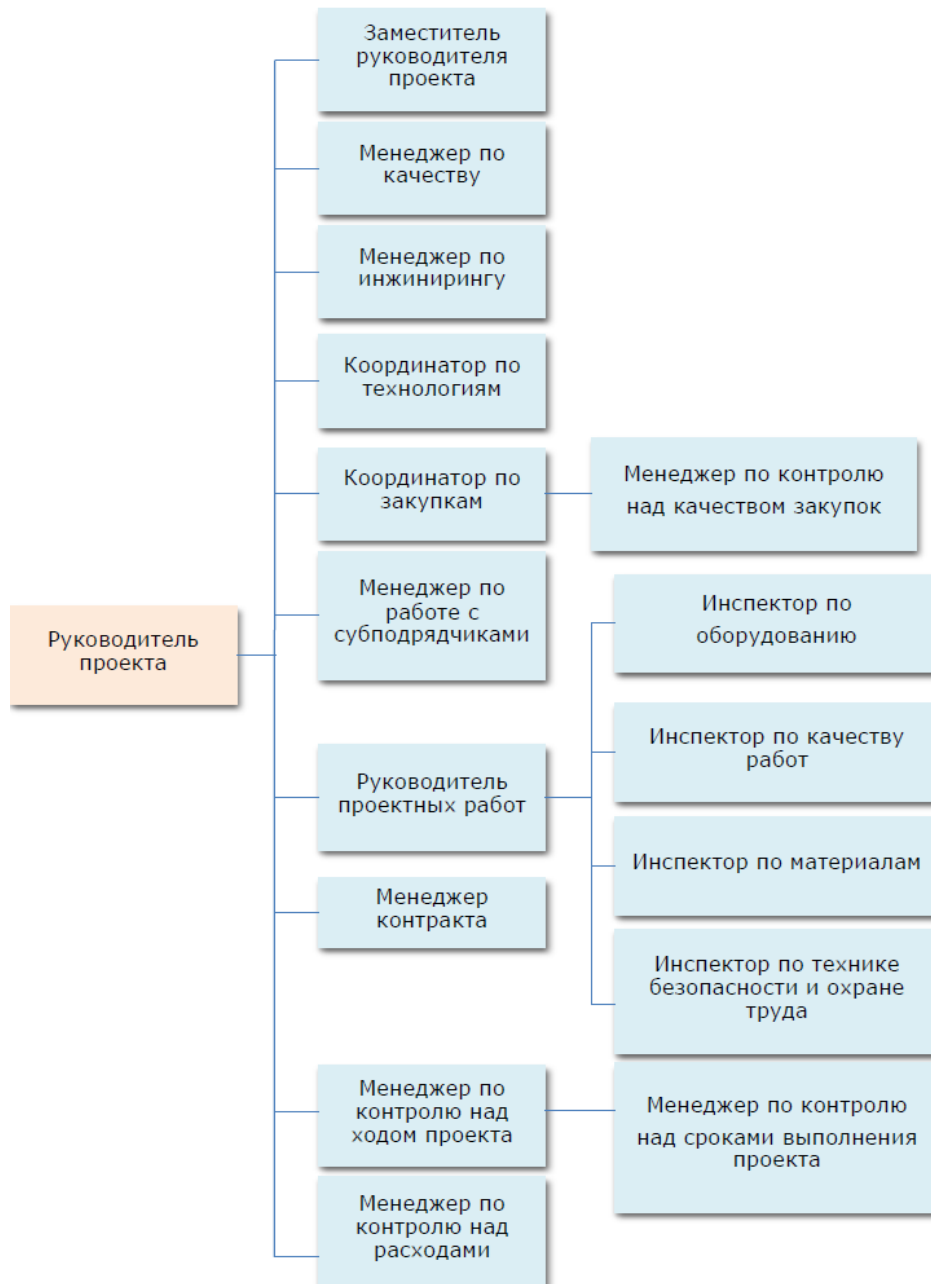 Заместитель
руководителя
проекта
Менеджер по
качеству
Менеджер по
инжинирингу
Координатор по
технологиям
Координатор по
закупкам
Менеджер по контролю
над качеством закупок
Менеджер по
работе с
субподрядчиками
Руководитель
проекта
Инспектор по
оборудованию
Инспектор по качеству
работ
Руководитель
проектных работ
Инспектор по материалам
Менеджер
контракта
Инспектор по технике
безопасности и охране
труда
Менеджер по
контролю над
ходом проекта
Менеджер по контролю
над сроками выполнения
проекта
Менеджер по
контролю над
расходами